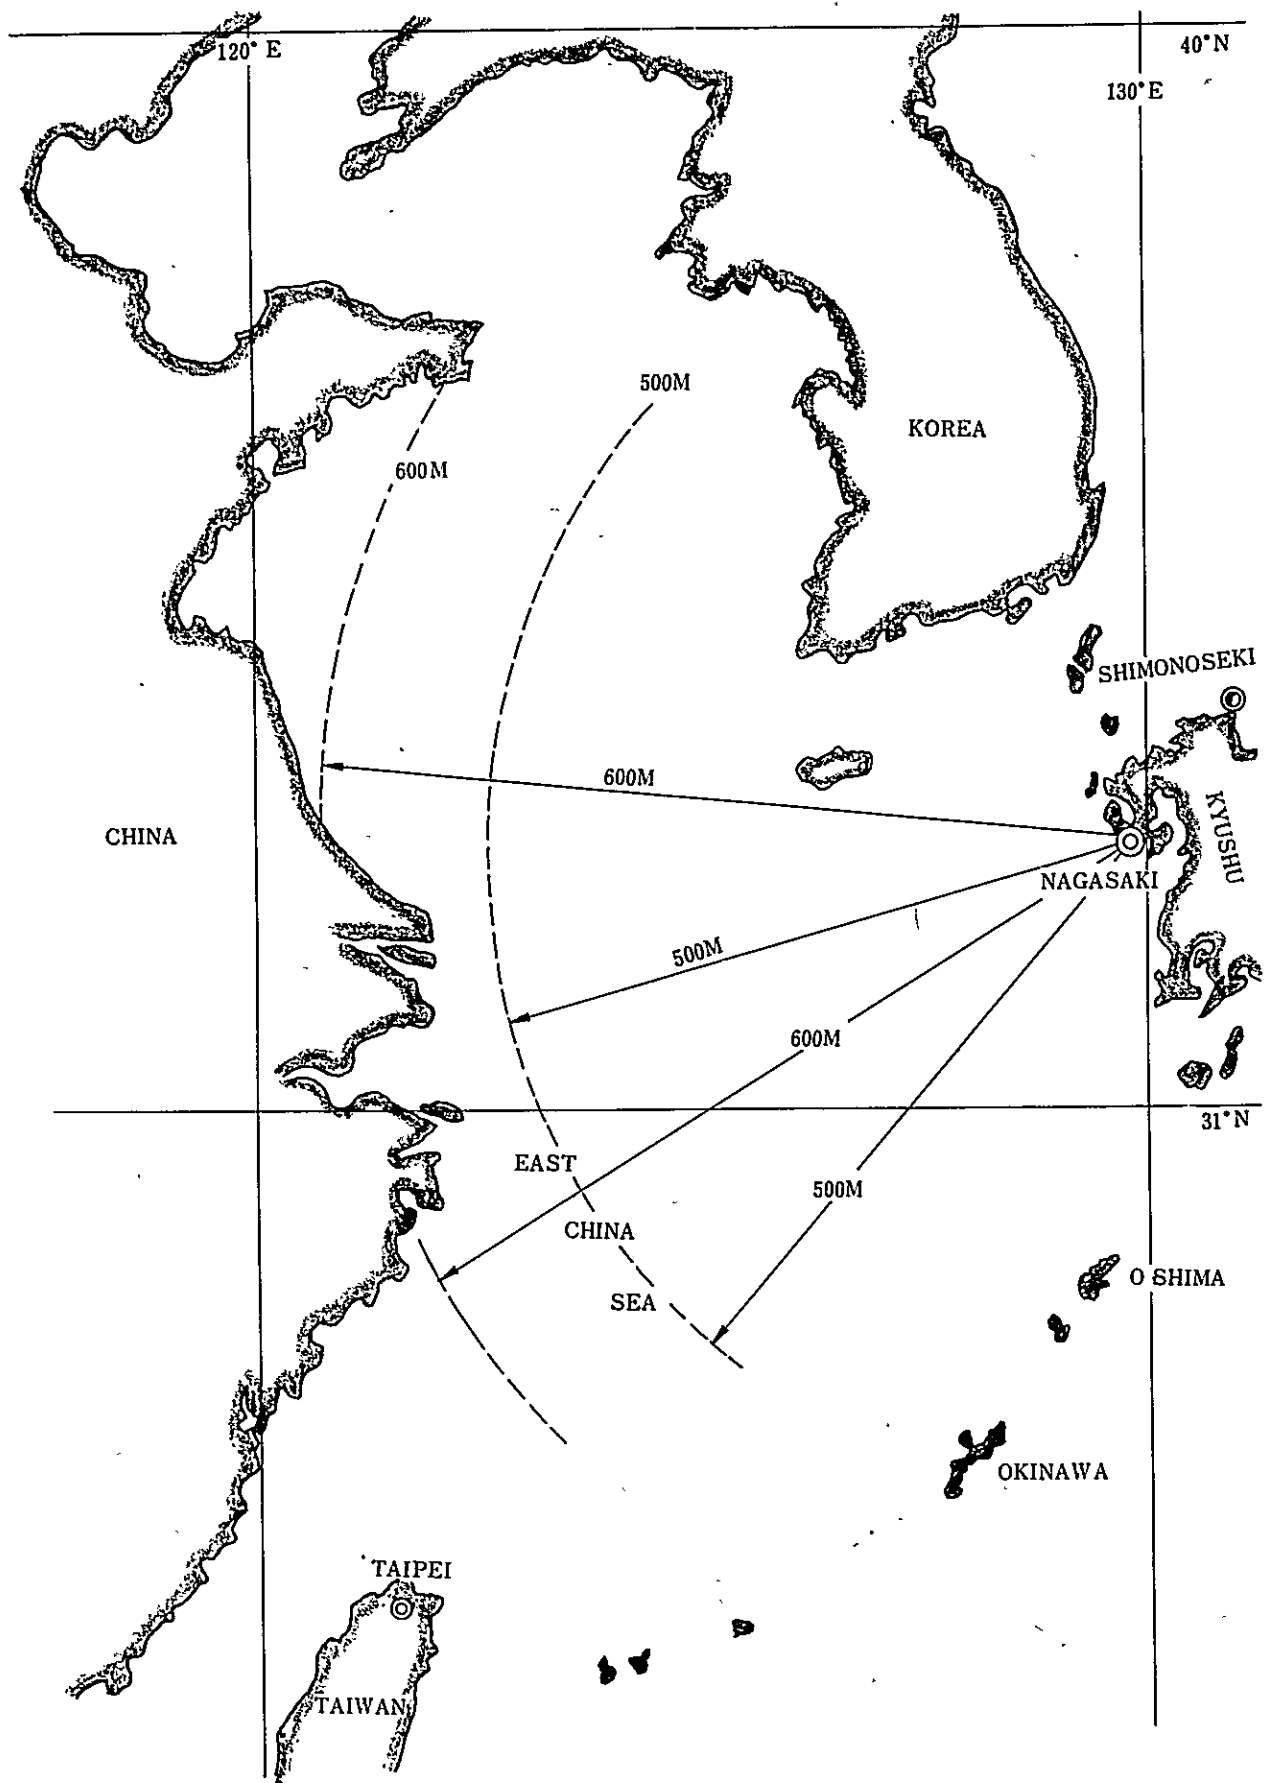 120° E
40°N
130°E
500M
KOREA
600M
SHIMONOSEKI
600M
KYUSHU
CHINA
NAGASAKI
500M
600M
31°N
EAST
500M
CHINA
O SHIMA
SEA
OKINAWA
TAIPEI
TAIWAN